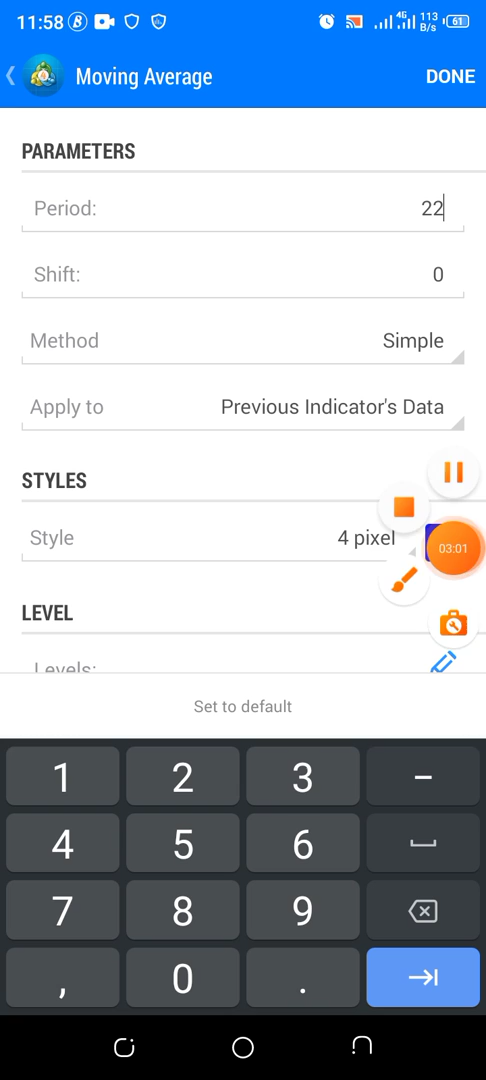 11:58
4G 113 B/s 61
Moving Average DONE
PARAMETERS
Period: 22
Shift: 0
Method Simple
Apply to Previous Indicator's Data
STYLES
Style 4 pixel
03:01
LEVEL
Levels:
Set to default
1 2 3 –
4 5 6
7 8 9
, 0 .